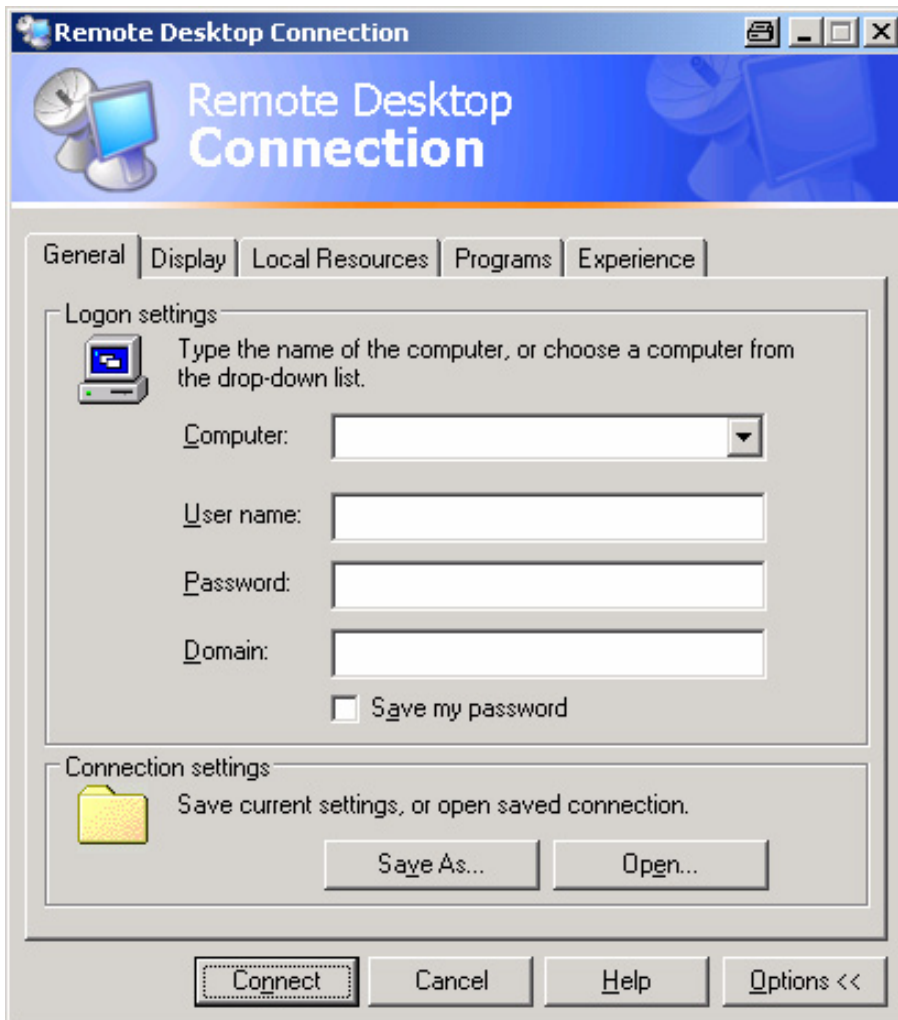 Remote Desktop Connection
Remote Desktop
Connection
General Display Local Resources Programs Experience
Logon settings
Type the name of the computer, or choose a computer from
the drop-down list.
Computer:
User name:
Password:
Domain:
Save my password
Connection settings
Save current settings, or open saved connection.
Save As... Open...
Connect Cancel Help Options <<